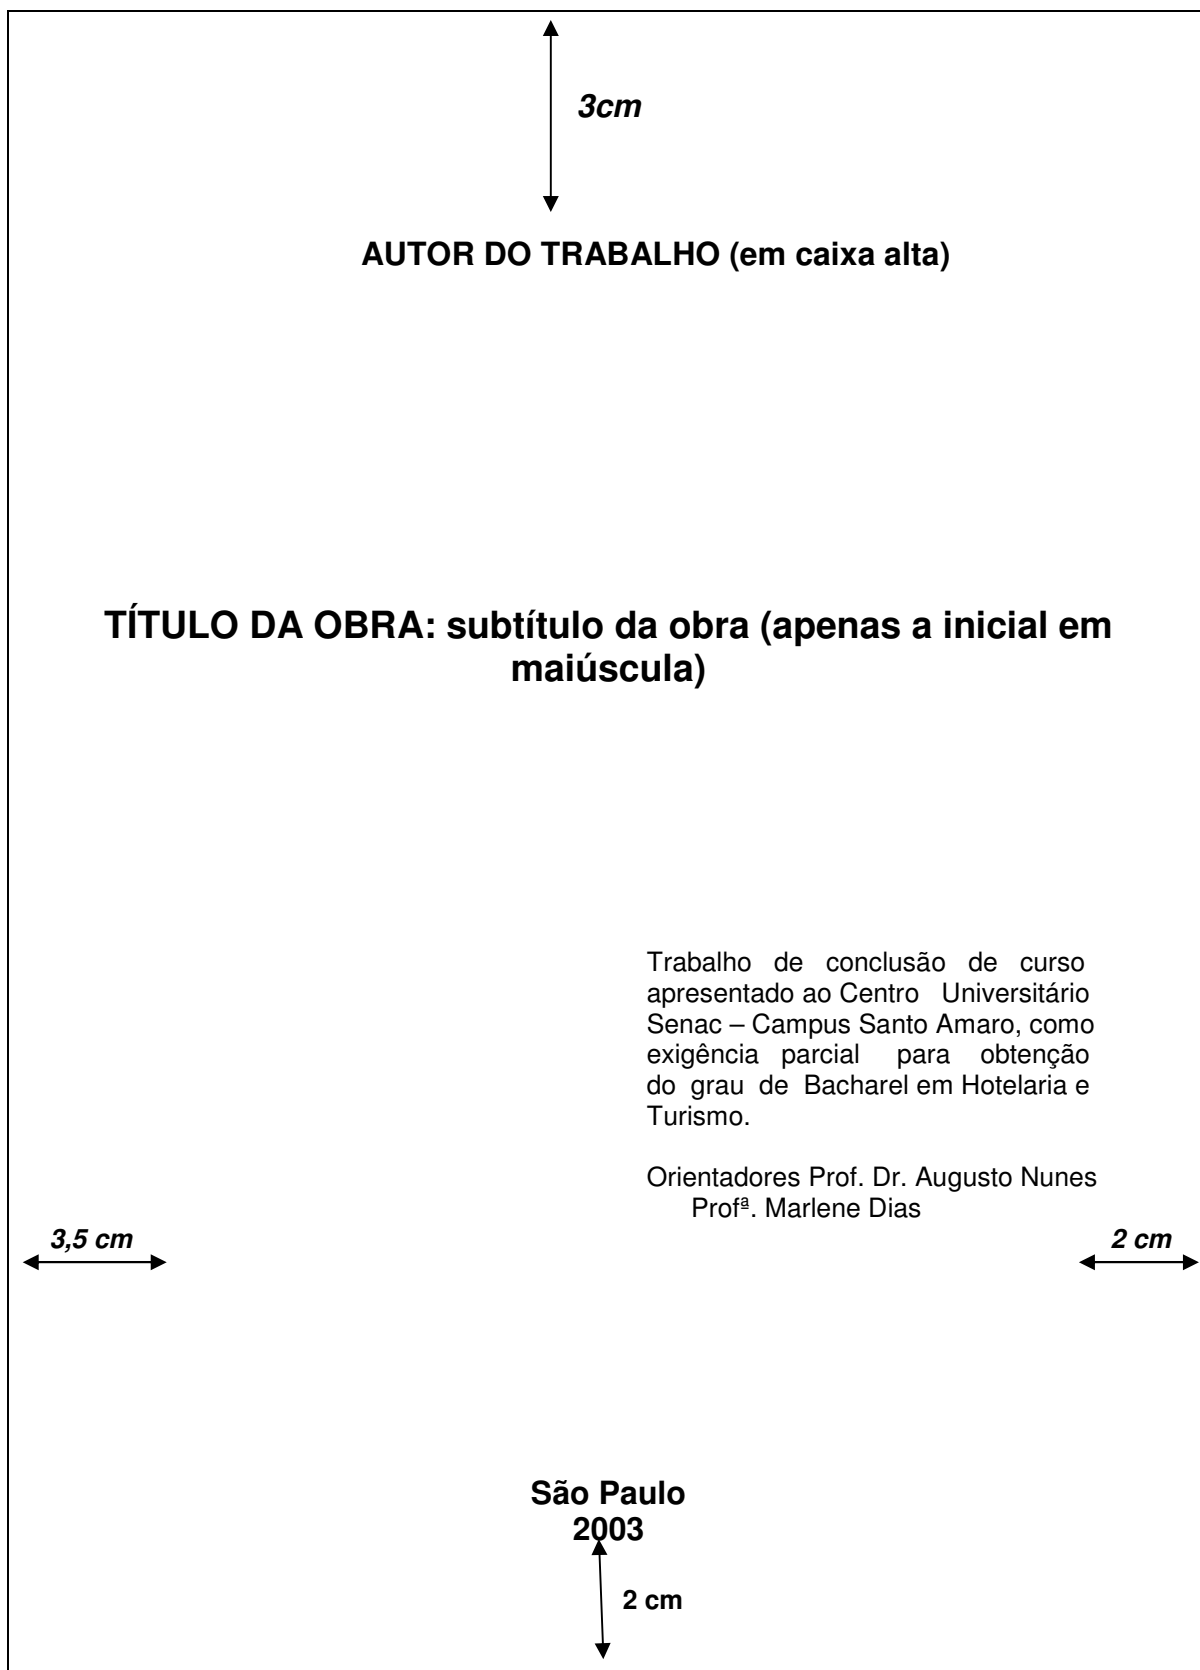 3cm
AUTOR DO TRABALHO (em caixa alta)
TÍTULO DA OBRA: subtítulo da obra (apenas a inicial em
maiúscula)
Trabalho de conclusão de curso
apresentado ao Centro Universitário
Senac – Campus Santo Amaro, como
exigência parcial para obtenção
do grau de Bacharel em Hotelaria e
Turismo.
Orientadores Prof. Dr. Augusto Nunes
Profª. Marlene Dias
3,5 cm
2 cm
São Paulo
2003
2 cm